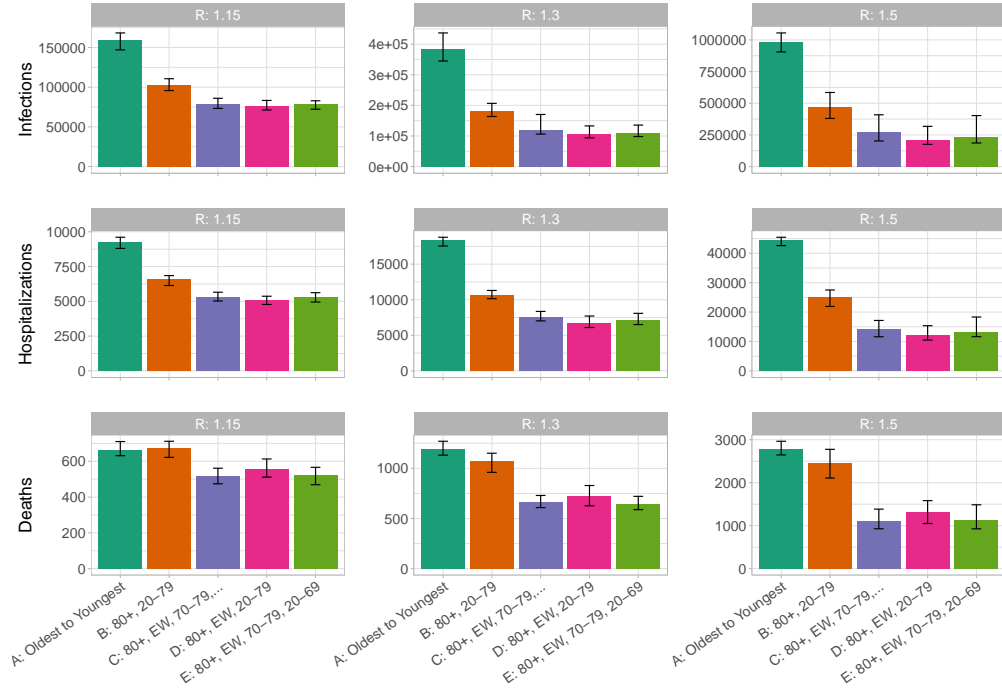 R: 1.15
R: 1.3
R: 1.5
Infections
150000
100000
50000
0
4e+05
3e+05
2e+05
1e+05
0e+00
1000000
750000
500000
250000
0
R: 1.15
R: 1.3
R: 1.5
Hospitalizations
10000
7500
5000
2500
0
15000
10000
5000
0
40000
30000
20000
10000
0
R: 1.15
R: 1.3
R: 1.5
Deaths
600
400
200
0
1000
500
0
3000
2000
1000
0
A: Oldest to Youngest
B: 80+, 20−79
C: 80+, EW, 70−79,...
D: 80+, EW, 20−79
E: 80+, EW, 70−79, 20−69
A: Oldest to Youngest
B: 80+, 20−79
C: 80+, EW, 70−79,...
D: 80+, EW, 20−79
E: 80+, EW, 70−79, 20−69
A: Oldest to Youngest
B: 80+, 20−79
C: 80+, EW, 70−79,...
D: 80+, EW, 20−79
E: 80+, EW, 70−79, 20−69